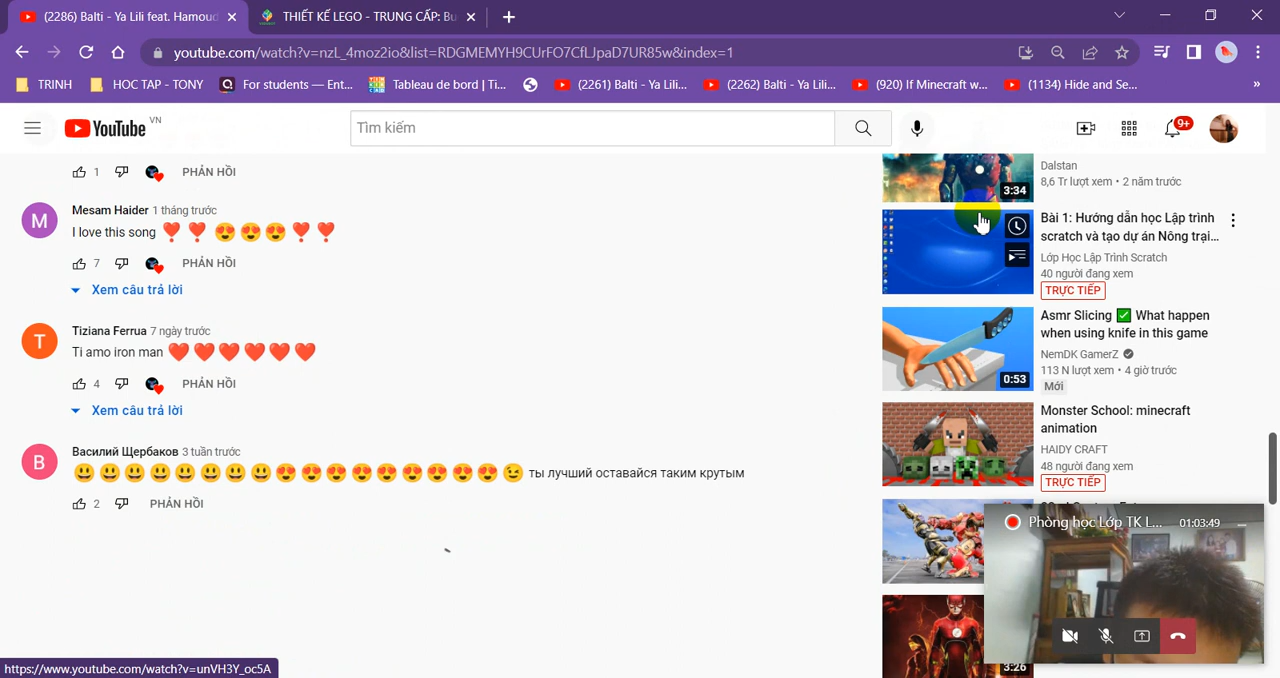 (2286) Balti - Ya Lili feat. Hamoud
THIẾT KẾ LEGO - TRUNG CẤP: Bu
youtube.com/watch?v=nzL_4moz2io&list=RDGMEMYH9CUrFO7CfLJpaD7UR85w&index=1
TRINH
HOC TAP - TONY
For students — Ent...
Tableau de bord | Ti...
(2261) Balti - Ya Lili...
(2262) Balti - Ya Lili...
(920) If Minecraft w...
(1134) Hide and Se...
»
YouTube VN
Tìm kiếm
9+
1 PHẢN HỒI
M
Mesam Haider 1 tháng trước
I love this song ❣️ ❣️ 😍 😍 😍 ❣️ ❣️
7 PHẢN HỒI
Xem câu trả lời
T
Tiziana Ferrua 7 ngày trước
Ti amo iron man ❤️ ❤️ ❤️ ❤️ ❤️ ❤️
4 PHẢN HỒI
Xem câu trả lời
В
Василий Щербаков 3 tuần trước
😃 😃 😃 😃 😃 😃 😃 😃 😍 😍 😍 😍 😍 😍 😍 😍 😍 😉 ты лучший оставайся таким крутым
2 PHẢN HỒI
3:34
Dalstan
8,6 Tr lượt xem • 2 năm trước
Bài 1: Hướng dẫn học Lập trình
scratch và tạo dự án Nông trại...
Lớp Học Lập Trình Scratch
40 người đang xem
TRỰC TIẾP
0:53
Asmr Slicing ✅ What happen
when using knife in this game
NemDK GamerZ
113 N lượt xem • 4 giờ trước
Mới
Monster School: minecraft
animation
HAIDY CRAFT
48 người đang xem
TRỰC TIẾP
Phòng học Lớp TK L... 01:03:49
3:26
https://www.youtube.com/watch?v=unVH3Y_oc5A